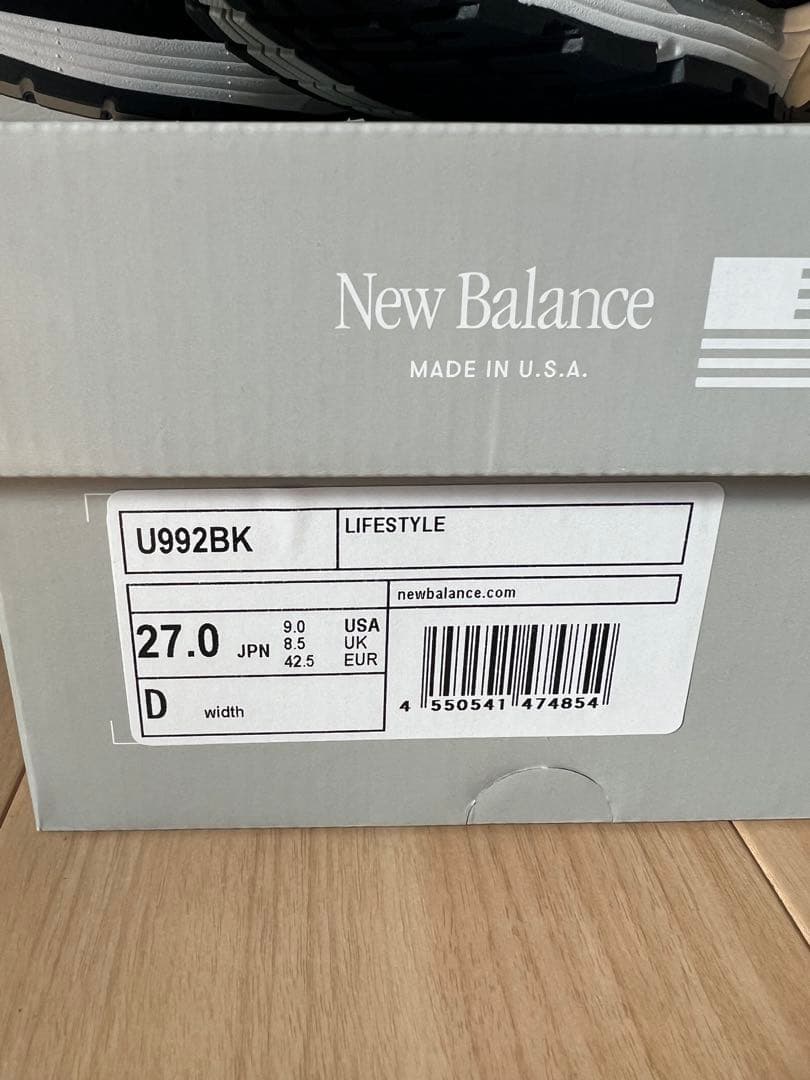 New Balance
MADE IN U.S.A.
U992BK
LIFESTYLE
newbalance.com
27.0 JPN
9.0 USA
8.5 UK
42.5 EUR
D width
4 550541 474854